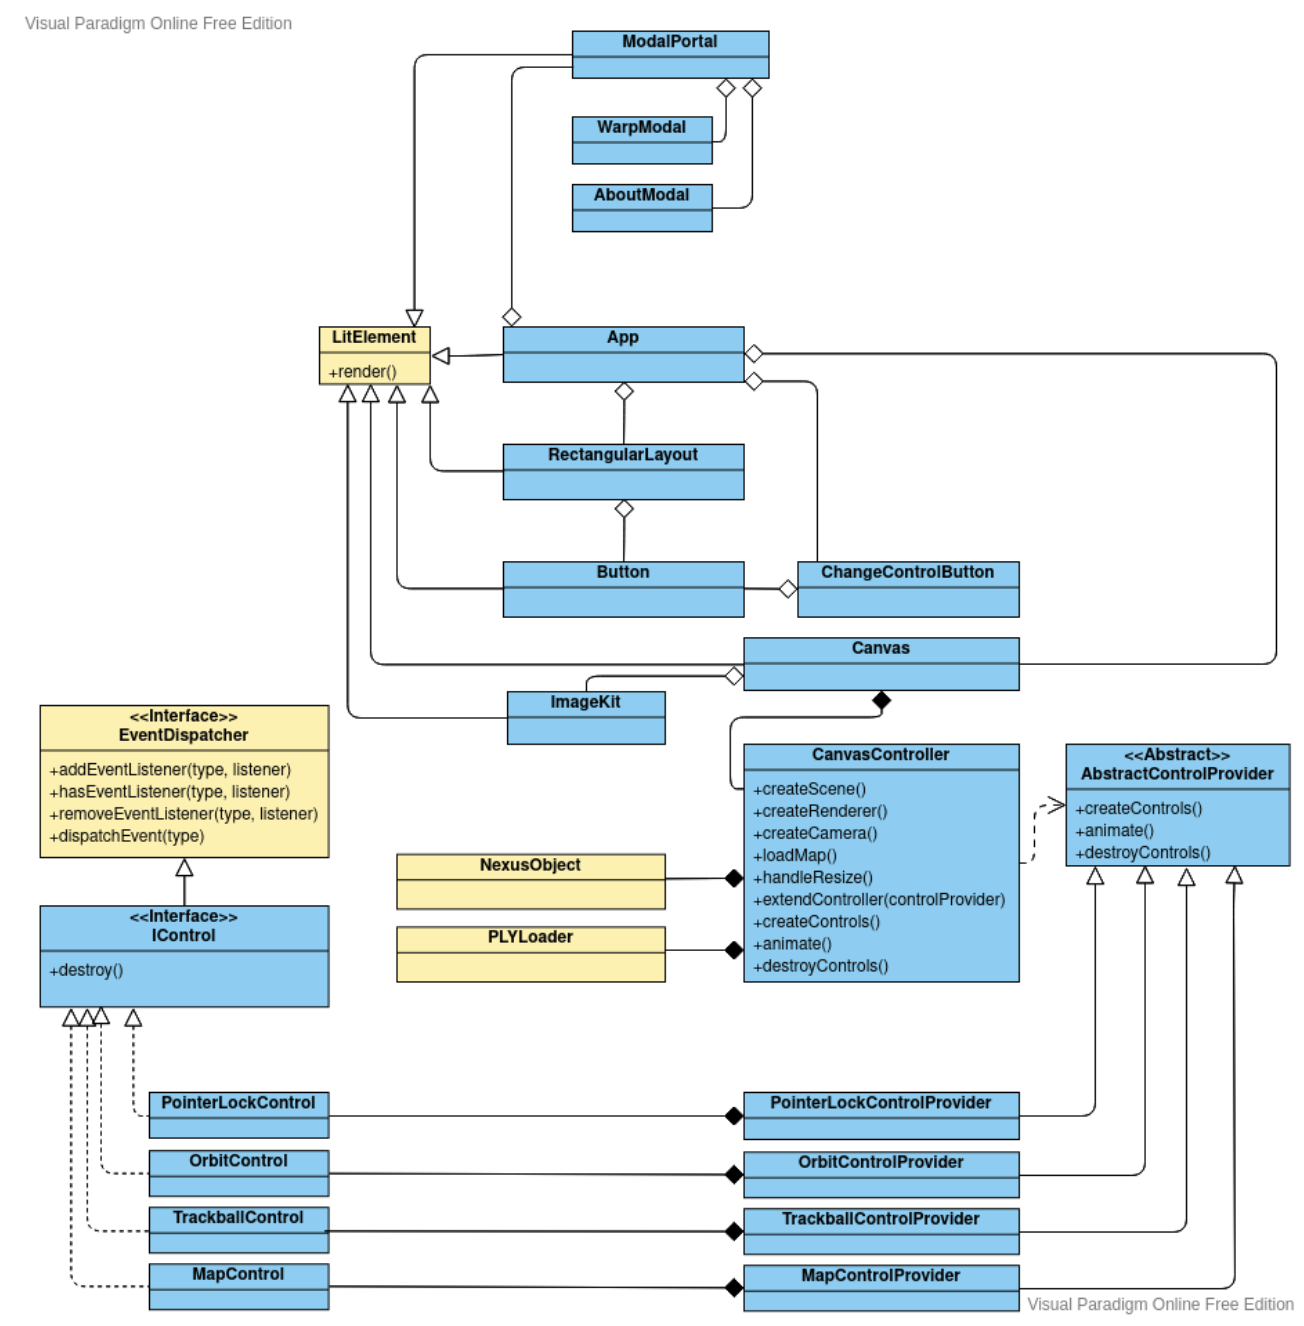 Visual Paradigm Online Free Edition
ModalPortal
WarpModal
AboutModal
LitElement
+render()
App
RectangularLayout
Button
ChangeControlButton
Canvas
ImageKit
<<Interface>>
EventDispatcher
+addEventListener(type, listener)
+hasEventListener(type, listener)
+removeEventListener(type, listener)
+dispatchEvent(type)
CanvasController
+createScene()
+createRenderer()
+createCamera()
+loadMap()
+handleResize()
+extendController(controlProvider)
+createControls()
+animate()
+destroyControls()
<<Abstract>>
AbstractControlProvider
+createControls()
+animate()
+destroyControls()
NexusObject
PLYLoader
<<Interface>>
IControl
+destroy()
PointerLockControl
PointerLockControlProvider
OrbitControl
OrbitControlProvider
TrackballControl
TrackballControlProvider
MapControl
MapControlProvider
Visual Paradigm Online Free Edition